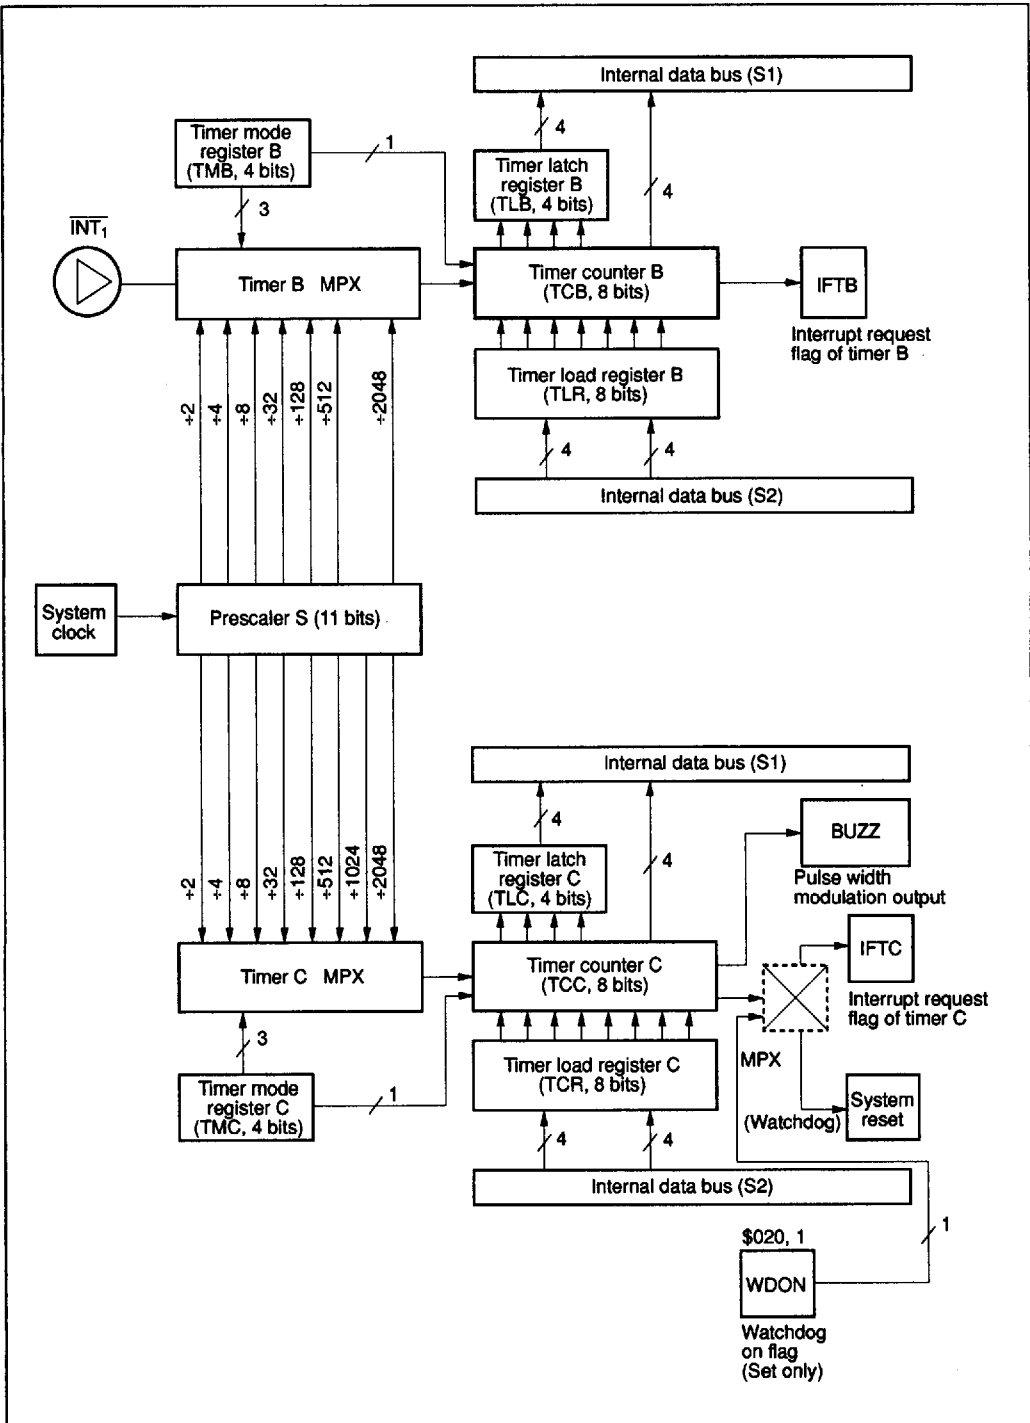 Internal data bus (S1)
4
Timer mode
register B
(TMB, 4 bits)
1
Timer latch
register B
(TLB, 4 bits)
4
3
INT1
Timer B MPX
Timer counter B
(TCB, 8 bits)
IFTB
Interrupt request
flag of timer B
Timer load register B
(TLR, 8 bits)
÷2
÷4
÷8
÷32
÷128
÷512
÷2048
4
4
Internal data bus (S2)
System
clock
Prescaler S (11 bits)
Internal data bus (S1)
4
BUZZ
Pulse width
modulation output
÷2
÷4
÷8
÷32
÷128
÷512
÷1024
÷2048
Timer latch
register C
(TLC, 4 bits)
4
Timer C MPX
Timer counter C
(TCC, 8 bits)
IFTC
Interrupt request
flag of timer C
3
Timer load register C
(TCR, 8 bits)
MPX
Timer mode
register C
(TMC, 4 bits)
1
System
reset
(Watchdog)
4
4
Internal data bus (S2)
1
$020, 1
WDON
Watchdog
on flag
(Set only)